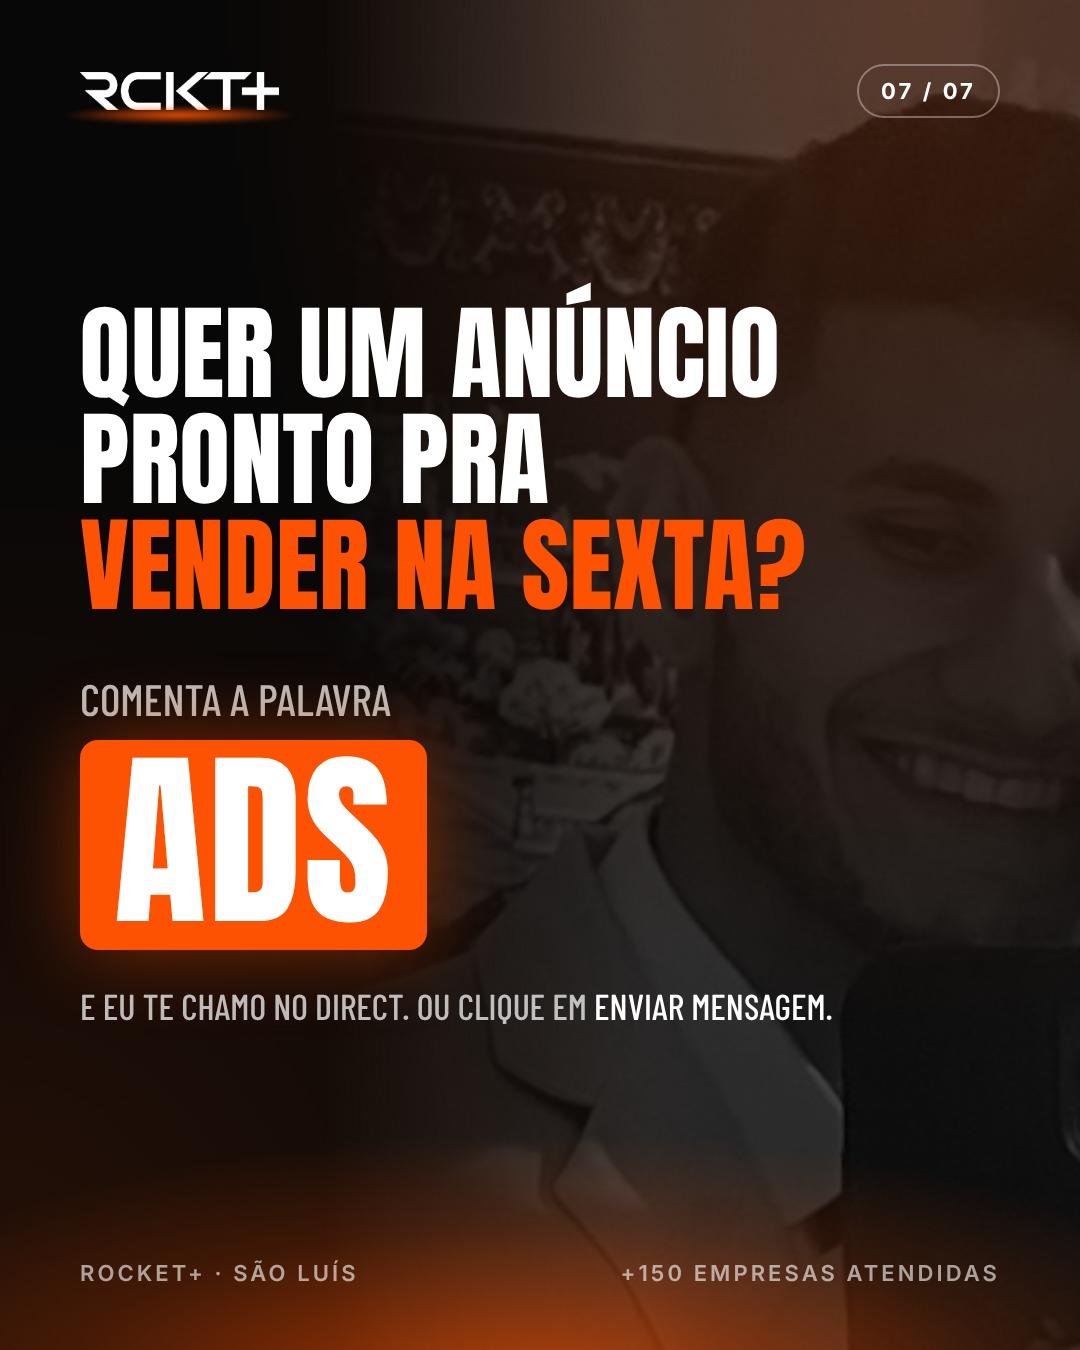 RCKT+
07 / 07
QUER UM ANÚNCIO
PRONTO PRA
VENDER NA SEXTA?
COMENTA A PALAVRA
ADS
E EU TE CHAMO NO DIRECT. OU CLIQUE EM ENVIAR MENSAGEM.
ROCKET+ · SÃO LUÍS
+150 EMPRESAS ATENDIDAS